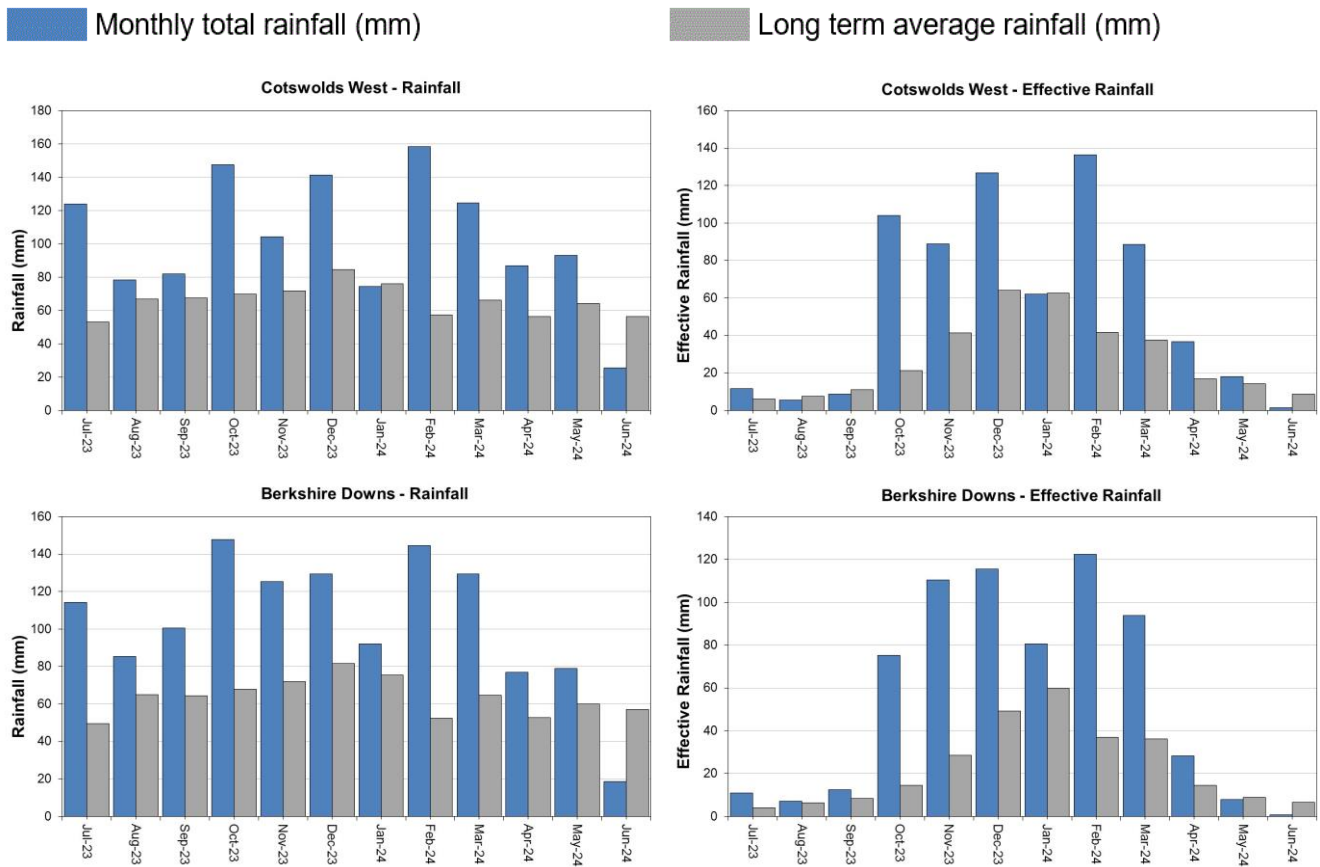 Monthly total rainfall (mm)
Long term average rainfall (mm)
Cotswolds West - Rainfall
Rainfall (mm)
180
160
140
120
100
80
60
40
20
0
Jul-23
Aug-23
Sep-23
Oct-23
Nov-23
Dec-23
Jan-24
Feb-24
Mar-24
Apr-24
May-24
Jun-24
Cotswolds West - Effective Rainfall
Effective Rainfall (mm)
160
140
120
100
80
60
40
20
0
Jul-23
Aug-23
Sep-23
Oct-23
Nov-23
Dec-23
Jan-24
Feb-24
Mar-24
Apr-24
May-24
Jun-24
Berkshire Downs - Rainfall
Rainfall (mm)
160
140
120
100
80
60
40
20
0
Jul-23
Aug-23
Sep-23
Oct-23
Nov-23
Dec-23
Jan-24
Feb-24
Mar-24
Apr-24
May-24
Jun-24
Berkshire Downs - Effective Rainfall
Effective Rainfall (mm)
140
120
100
80
60
40
20
0
Jul-23
Aug-23
Sep-23
Oct-23
Nov-23
Dec-23
Jan-24
Feb-24
Mar-24
Apr-24
May-24
Jun-24